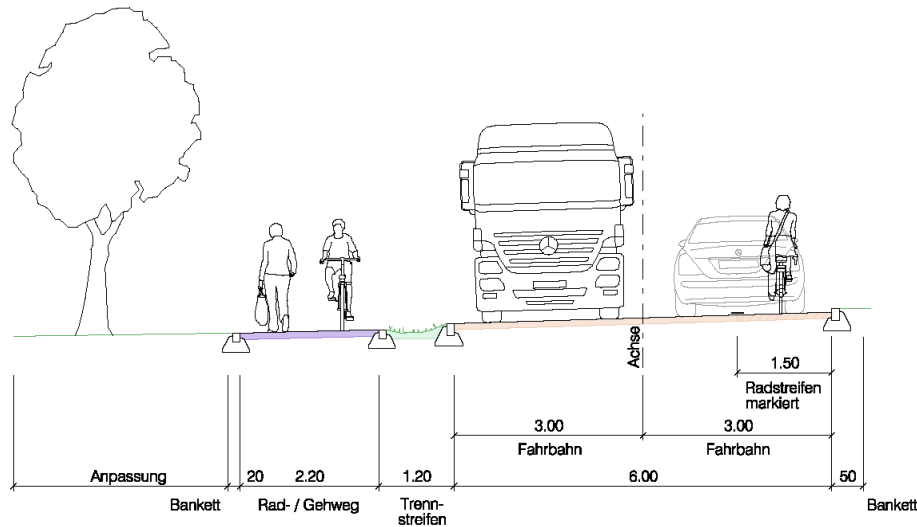 Achse
1.50
Radstreifen
markiert
3.00
3.00
Fahrbahn
Fahrbahn
Anpassung
20
2.20
1.20
6.00
50
Bankett
Rad- / Gehweg
Trenn-
streifen
Bankett